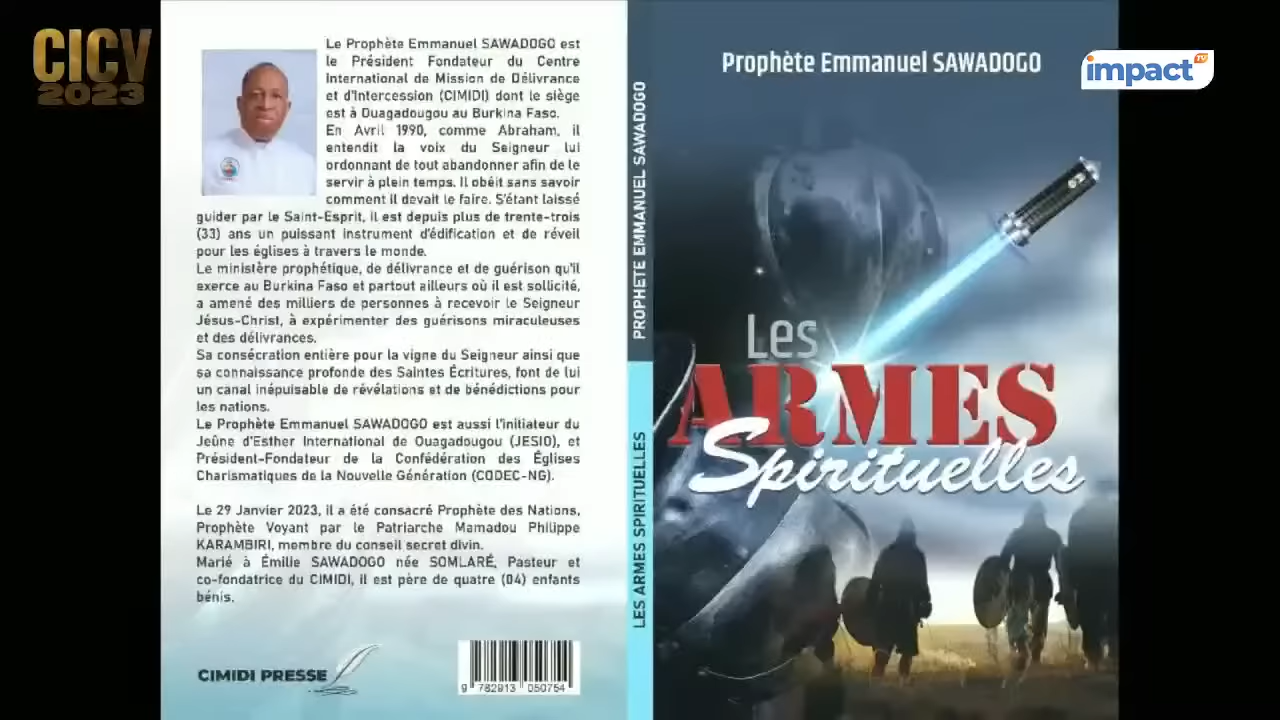 CICV
2023
Le Prophète Emmanuel SAWADOGO est
le Président Fondateur du Centre
International de Mission de Délivrance
et d'Intercession (CIMIDI) dont le siège
est à Ouagadougou au Burkina Faso.
En Avril 1990, comme Abraham, il
entendit la voix du Seigneur lui
ordonnant de tout abandonner afin de le
servir à plein temps. Il obéit sans savoir
comment il devait le faire. S'étant laissé
guider par le Saint-Esprit, il est depuis plus de trente-trois
(33) ans un puissant instrument d'édification et de réveil
pour les églises à travers le monde.
Le ministère prophétique, de délivrance et de guérison qu'il
exerce au Burkina Faso et partout ailleurs où il est sollicité,
a amené des milliers de personnes à recevoir le Seigneur
Jésus-Christ, à expérimenter des guérisons miraculeuses
et des délivrances.
Sa consécration entière pour la vigne du Seigneur ainsi que
sa connaissance profonde des Saintes Écritures, font de lui
un canal inépuisable de révélations et de bénédictions pour
les nations.
Le Prophète Emmanuel SAWADOGO est aussi l'initiateur du
Jeûne d'Esther International de Ouagadougou (JESIO), et
Président-Fondateur de la Confédération des Églises
Charismatiques de la Nouvelle Génération (CODEC-NG).
Le 29 Janvier 2023, il a été consacré Prophète des Nations,
Prophète Voyant par le Patriarche Mamadou Philippe
KARAMBIRI, membre du conseil secret divin.
Marié à Émilie SAWADOGO née SOMLARÉ, Pasteur et
co-fondatrice du CIMIDI, il est père de quatre (04) enfants
bénis.
CIMIDI PRESSE
9 782913 050754
PROPHETE EMMANUEL SAWADOGO
LES ARMES SPIRITUELLES
Prophète Emmanuel SAWADOGO
impact TV
Les
ARMES
Spirituelles